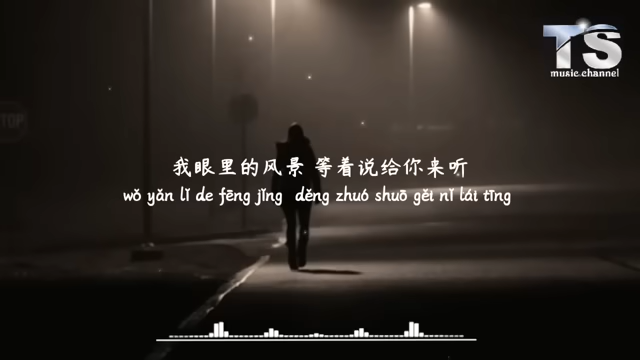 TS
music channel
STOP
我眼里的风景 等着说给你来听
wǒ yǎn lǐ de fēng jǐng děng zhuó shuō gěi nǐ lái tīng